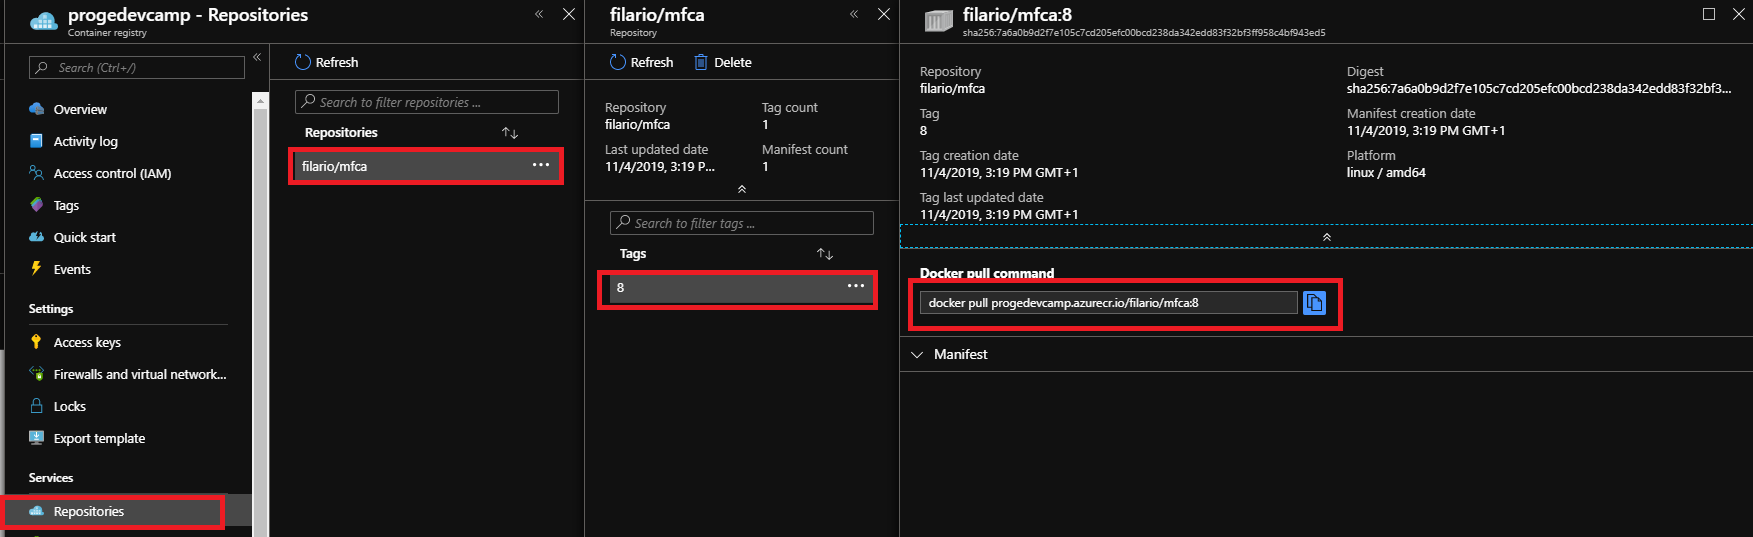 progedevcamp - Repositories
Container registry
Search (Ctrl+/)
Overview
Activity log
Access control (IAM)
Tags
Quick start
Events
Settings
Access keys
Firewalls and virtual network...
Locks
Export template
Services
Repositories
Refresh
Search to filter repositories ...
Repositories
filario/mfca
filario/mfca
Repository
Refresh
Delete
Repository
filario/mfca
Tag count
1
Last updated date
11/4/2019, 3:19 P...
Manifest count
1
Search to filter tags ...
Tags
8
filario/mfca:8
sha256:7a6a0b9d2f7e105c7cd205efc00bcd238da342edd83f32bf3ff958c4bf943ed5
Repository
filario/mfca
Tag
8
Tag creation date
11/4/2019, 3:19 PM GMT+1
Tag last updated date
11/4/2019, 3:19 PM GMT+1
Digest
sha256:7a6a0b9d2f7e105c7cd205efc00bcd238da342edd83f32bf3...
Manifest creation date
11/4/2019, 3:19 PM GMT+1
Platform
linux / amd64
Docker pull command
docker pull progedevcamp.azurecr.io/filario/mfca:8
Manifest